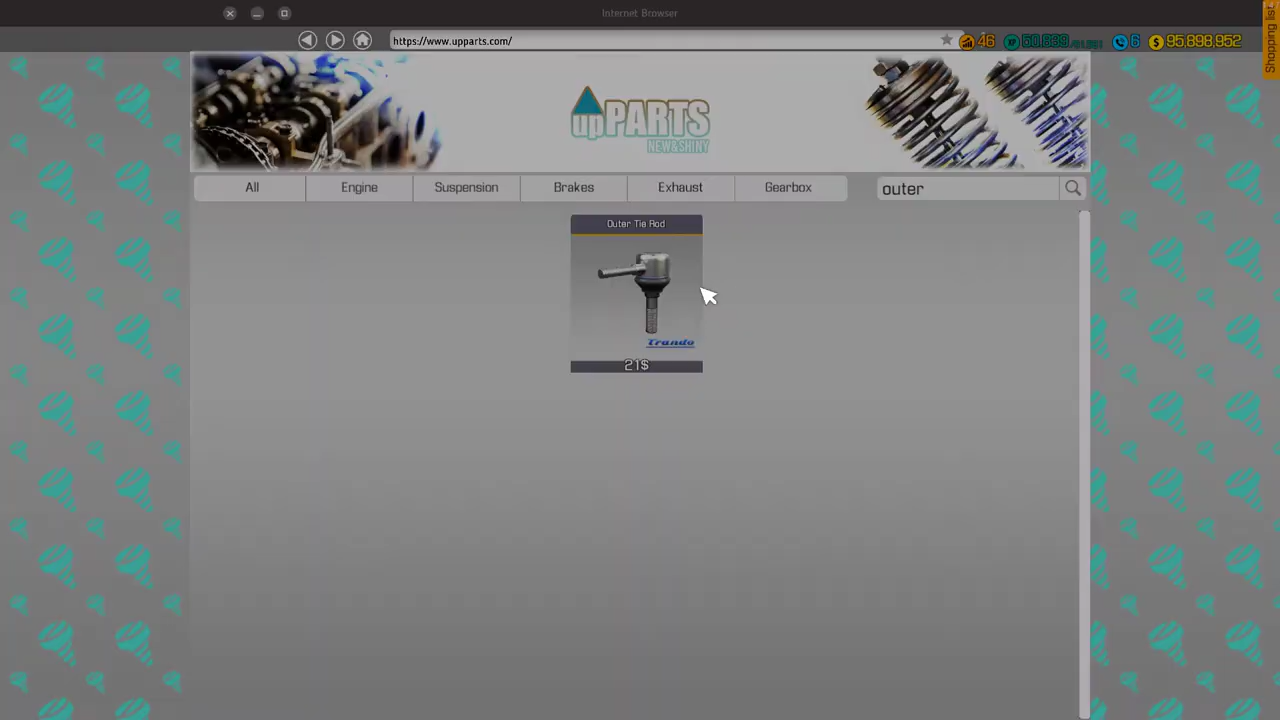 Internet Browser
https://www.upparts.com/
46
6
95,898,952
Shopping list
upPARTS
NEW&SHINY
All
Engine
Suspension
Brakes
Exhaust
Gearbox
outer
Outer Tie Rod
Trando
21$